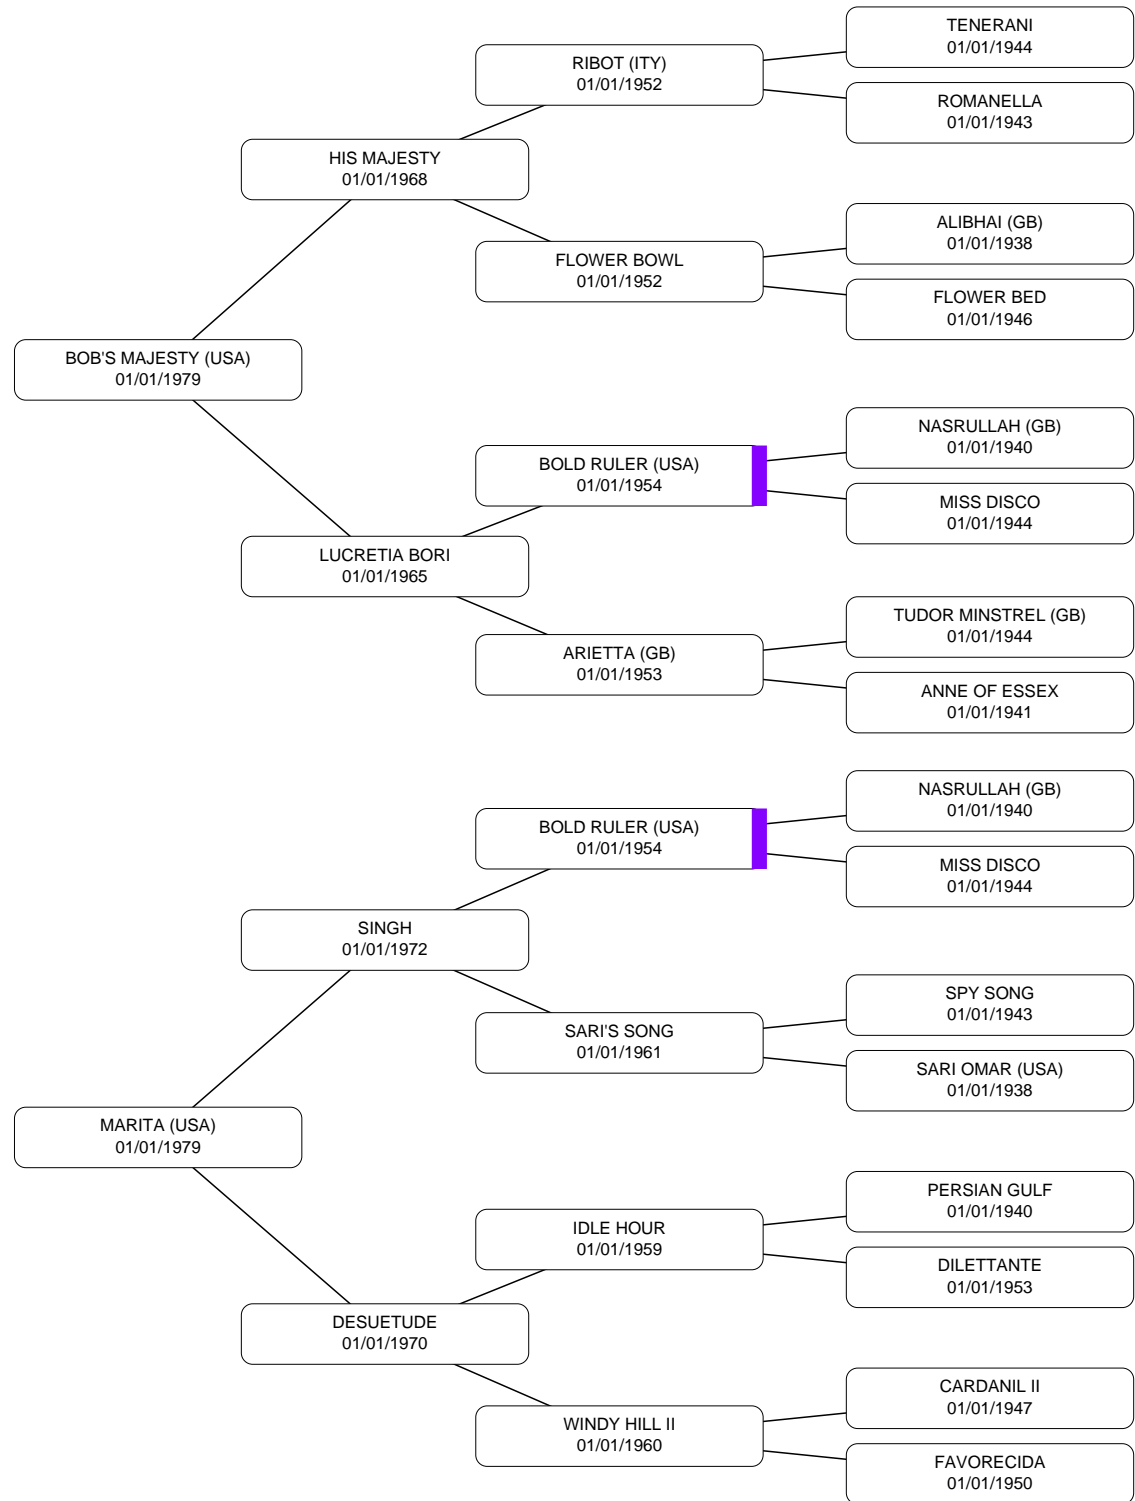 TENERANI
01/01/1944
RIBOT (ITY)
01/01/1952
ROMANELLA
01/01/1943
HIS MAJESTY
01/01/1968
ALIBHAI (GB)
01/01/1938
FLOWER BOWL
01/01/1952
FLOWER BED
01/01/1946
BOB'S MAJESTY (USA)
01/01/1979
NASRULLAH (GB)
01/01/1940
BOLD RULER (USA)
01/01/1954
MISS DISCO
01/01/1944
LUCRETIA BORI
01/01/1965
TUDOR MINSTREL (GB)
01/01/1944
ARIETTA (GB)
01/01/1953
ANNE OF ESSEX
01/01/1941
NASRULLAH (GB)
01/01/1940
BOLD RULER (USA)
01/01/1954
MISS DISCO
01/01/1944
SINGH
01/01/1972
SPY SONG
01/01/1943
SARI'S SONG
01/01/1961
SARI OMAR (USA)
01/01/1938
MARITA (USA)
01/01/1979
PERSIAN GULF
01/01/1940
IDLE HOUR
01/01/1959
DILETTANTE
01/01/1953
DESUETUDE
01/01/1970
CARDANIL II
01/01/1947
WINDY HILL II
01/01/1960
FAVORECIDA
01/01/1950